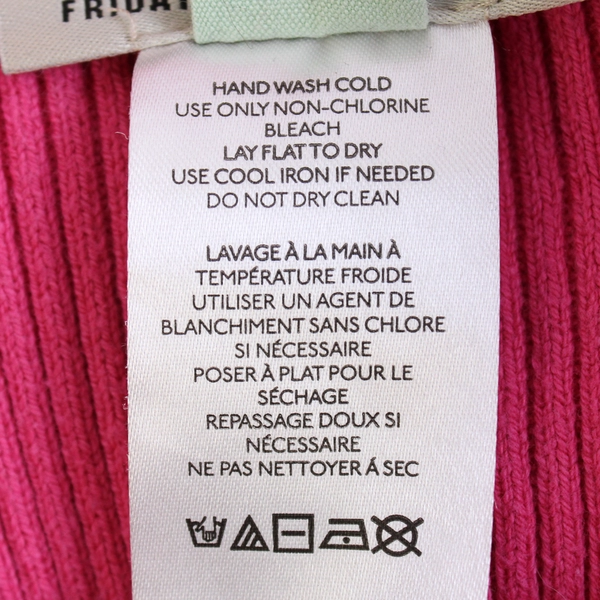 FR!DAY
HAND WASH COLD
USE ONLY NON-CHLORINE
BLEACH
LAY FLAT TO DRY
USE COOL IRON IF NEEDED
DO NOT DRY CLEAN
LAVAGE À LA MAIN À
TEMPÉRATURE FROIDE
UTILISER UN AGENT DE
BLANCHIMENT SANS CHLORE
SI NÉCESSAIRE
POSER À PLAT POUR LE
SÉCHAGE
REPASSAGE DOUX SI
NÉCESSAIRE
NE PAS NETTOYER Á SEC